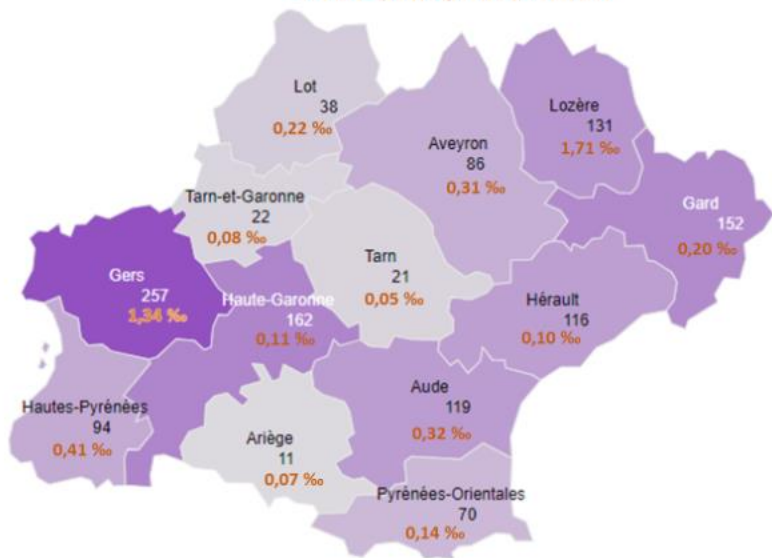 Lot
38
0,22 ‰
Lozère
131
1,71 ‰
Aveyron
86
0,31 ‰
Tarn-et-Garonne
22
0,08 ‰
Gard
152
0,20 ‰
Gers
257
1,34 ‰
Haute-Garonne
162
0,11 ‰
Tarn
21
0,05 ‰
Hérault
116
0,10 ‰
Hautes-Pyrénées
94
0,41 ‰
Ariège
11
0,07 ‰
Aude
119
0,32 ‰
Pyrénées-Orientales
70
0,14 ‰